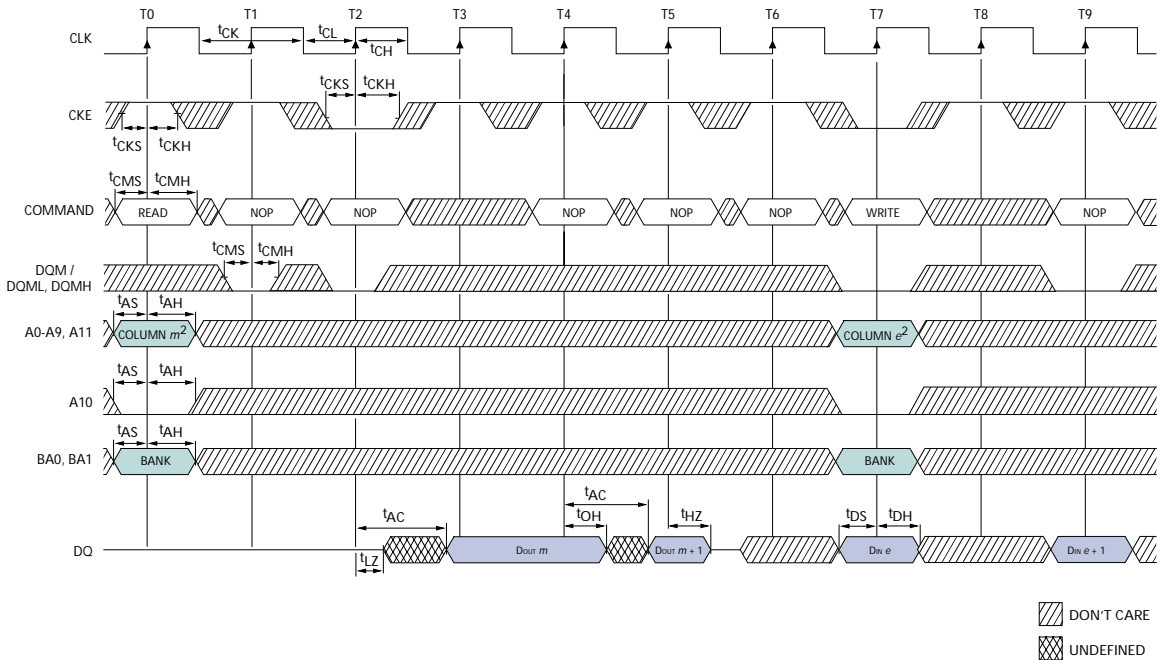 T0 T1 T2 T3 T4 T5 T6 T7 T8 T9
CLK
tCK tCL
tCH
tCKS tCKH
CKE
tCKS tCKH
tCMS tCMH
COMMAND READ NOP NOP NOP NOP NOP WRITE NOP
tCMS tCMH
DQM /
DQML, DQMH
tAS tAH
A0-A9, A11 COLUMN m2 COLUMN e2
tAS tAH
A10
tAS tAH
BA0, BA1 BANK BANK
tAC
tAC tOH tHZ tDS tDH
DQ DOUT m DOUT m + 1 DIN e DIN e + 1
tLZ
DON'T CARE
UNDEFINED